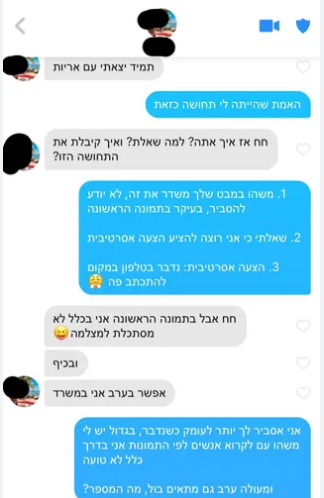 תמיד יצאתי עם אריות
האמת שהייתה לי תחושה כזאת
חח אז איך אתה? למה שאלת? ואיך קיבלת את
התחושה הזו?
1. משהו במבט שלך משדר את זה, לא יודע
להסביר, בעיקר בתמונה הראשונה
2. שאלתי כי אני רוצה להציע הצעה אסרטיבית
3. הצעה אסרטיבית: נדבר בטלפון במקום
להתכתב פה 😤
חח אבל בתמונה הראשונה אני בכלל לא
מסתכלת למצלמה😝
ובכיף
אפשר בערב אני במשרד
אני אסביר לך יותר לעומק כשנדבר, בגדול יש לי
משהו עם לקרוא אנשים לפי התמונות אני בדרך
כלל לא טועה
ומעולה ערב גם מתאים בול, מה המספר?